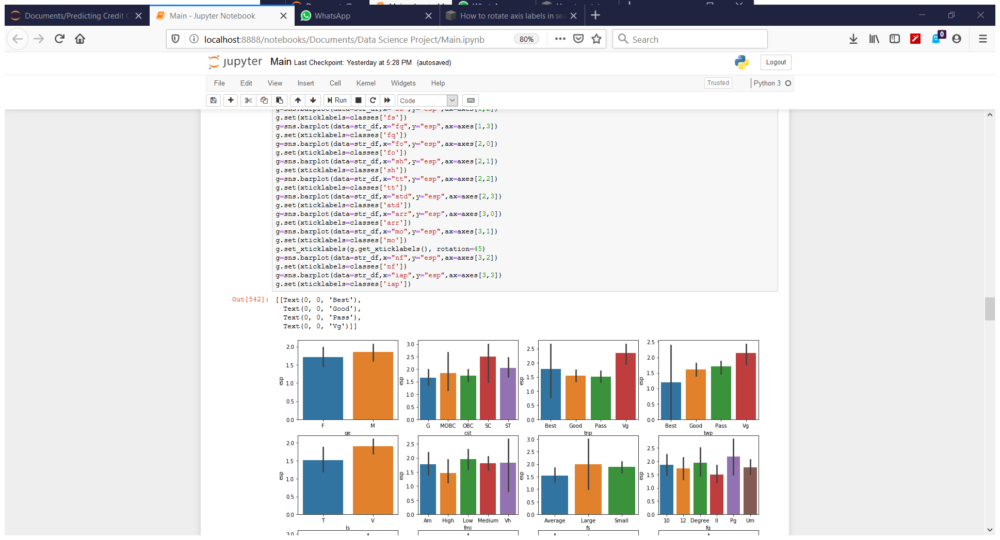 Documents/Predicting Credit C
Main - Jupyter Notebook
WhatsApp
How to rotate axis labels in sea
localhost:8888/notebooks/Documents/Data Science Project/Main.ipynb
80%
Search
0
jupyter
Main Last Checkpoint: Yesterday at 5:28 PM (autosaved)
Logout
File Edit View Insert Cell Kernel Widgets Help
Trusted
Python 3
Run
Code
g=sns.barplot(data=str_df,x="fs",y="esp",ax=axes[1,2])
g.set(xticklabels=classes['fs'])
g=sns.barplot(data=str_df,x="fq",y="esp",ax=axes[1,3])
g.set(xticklabels=classes['fq'])
g=sns.barplot(data=str_df,x="fo",y="esp",ax=axes[2,0])
g.set(xticklabels=classes['fo'])
g=sns.barplot(data=str_df,x="sh",y="esp",ax=axes[2,1])
g.set(xticklabels=classes['sh'])
g=sns.barplot(data=str_df,x="tt",y="esp",ax=axes[2,2])
g.set(xticklabels=classes['tt'])
g=sns.barplot(data=str_df,x="atd",y="esp",ax=axes[2,3])
g.set(xticklabels=classes['atd'])
g=sns.barplot(data=str_df,x="arr",y="esp",ax=axes[3,0])
g.set(xticklabels=classes['arr'])
g=sns.barplot(data=str_df,x="mo",y="esp",ax=axes[3,1])
g.set(xticklabels=classes['mo'])
g.set_xticklabels(g.get_xticklabels(), rotation=45)
g=sns.barplot(data=str_df,x="nf",y="esp",ax=axes[3,2])
g.set(xticklabels=classes['nf'])
g=sns.barplot(data=str_df,x="iap",y="esp",ax=axes[3,3])
g.set(xticklabels=classes['iap'])
Out[542]: [[Text(0, 0, 'Best'),
Text(0, 0, 'Good'),
Text(0, 0, 'Pass'),
Text(0, 0, 'Vg')]]
2.0
1.5
1.0
0.5
0.0
esp
F M
ge
3.0
2.5
2.0
1.5
1.0
0.5
0.0
esp
G MOBC OBC SC ST
cst
2.5
2.0
1.5
1.0
0.5
0.0
esp
Best Good Pass Vg
tnp
2.5
2.0
1.5
1.0
0.5
0.0
esp
Best Good Pass Vg
twp
2.0
1.5
1.0
0.5
0.0
esp
T V
ls
2.5
2.0
1.5
1.0
0.5
0.0
esp
Am High Low Medium Vh
fmi
3.0
2.5
2.0
1.5
1.0
0.5
0.0
esp
Average Large Small
fs
2.5
2.0
1.5
1.0
0.5
0.0
esp
10 12 Degree Il Pg Um
fq
3.0